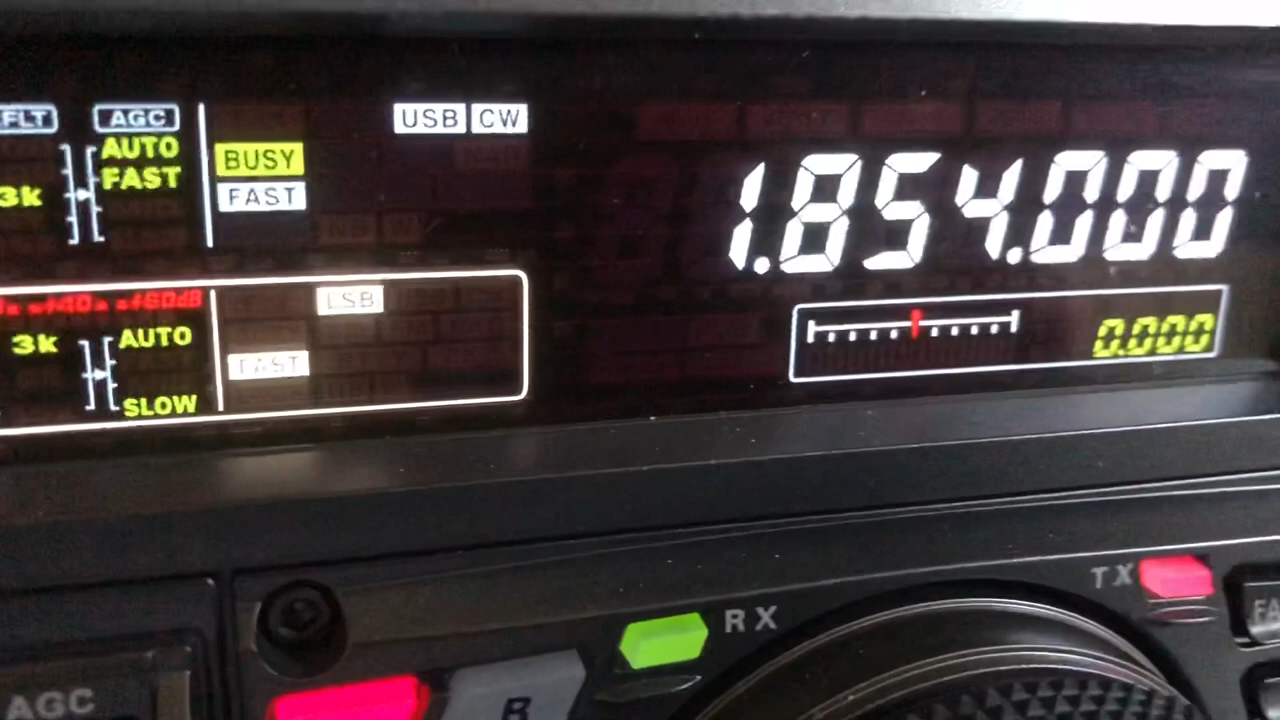 FLT AGC USB CW
AUTO
BUSY
3k FAST
FAST
1.854.000
LSB
3k AUTO
FAST
SLOW
0.000
TX
RX
FA
AGC
B